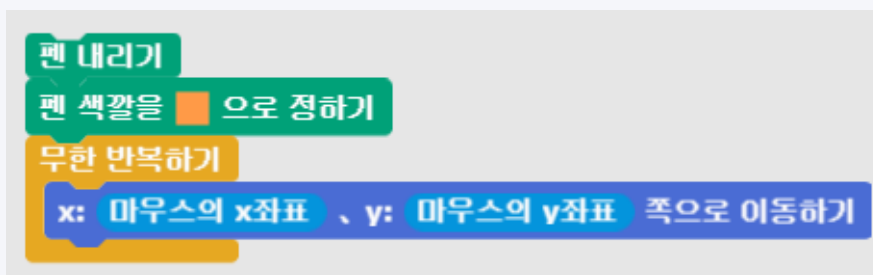 펜 내리기
펜 색깔을 으로 정하기
무한 반복하기
x: 마우스의 x좌표 、 y: 마우스의 y좌표 쪽으로 이동하기